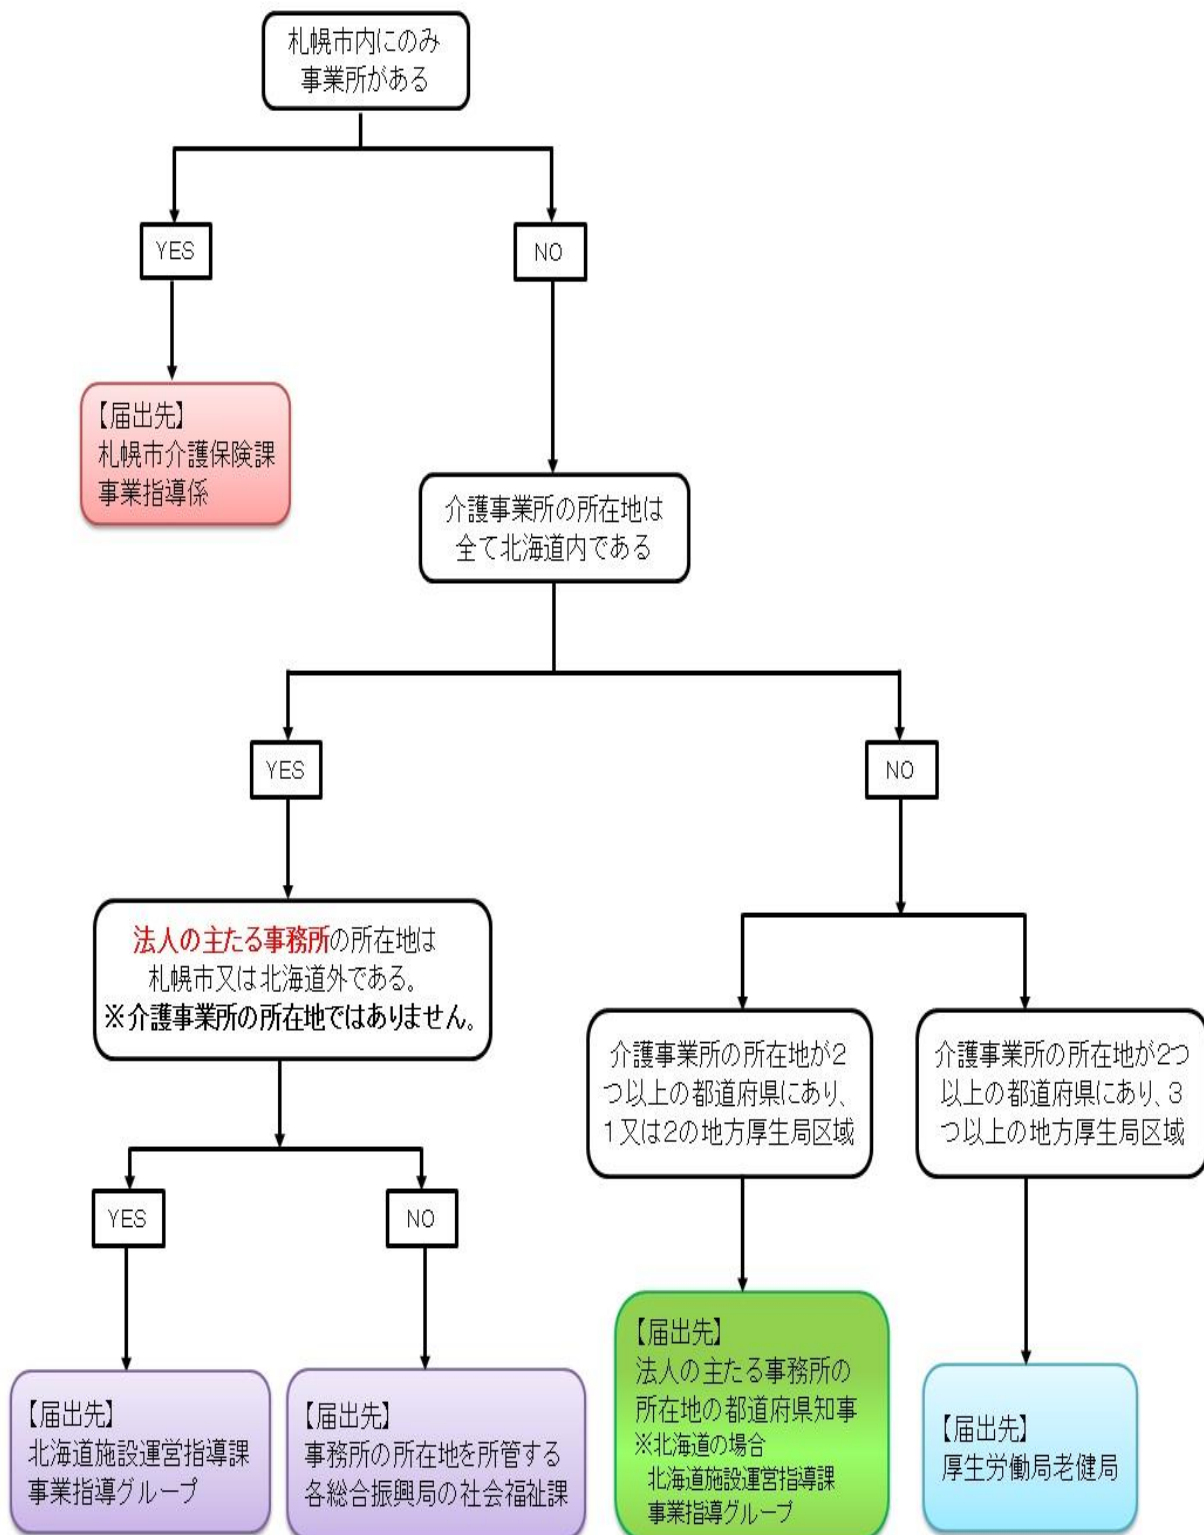 札幌市内にのみ
事業所がある
YES
NO
【届出先】
札幌市介護保険課
事業指導係
介護事業所の所在地は
全て北海道内である
YES
NO
法人の主たる事務所の所在地は
札幌市又は北海道外である。
※介護事業所の所在地ではありません。
介護事業所の所在地が2
つ以上の都道府県にあり、
1又は2の地方厚生局区域
介護事業所の所在地が2つ
以上の都道府県にあり、3
つ以上の地方厚生局区域
YES
NO
【届出先】
北海道施設運営指導課
事業指導グループ
【届出先】
事務所の所在地を所管する
各総合振興局の社会福祉課
【届出先】
法人の主たる事務所の
所在地の都道府県知事
※北海道の場合
北海道施設運営指導課
事業指導グループ
【届出先】
厚生労働局老健局